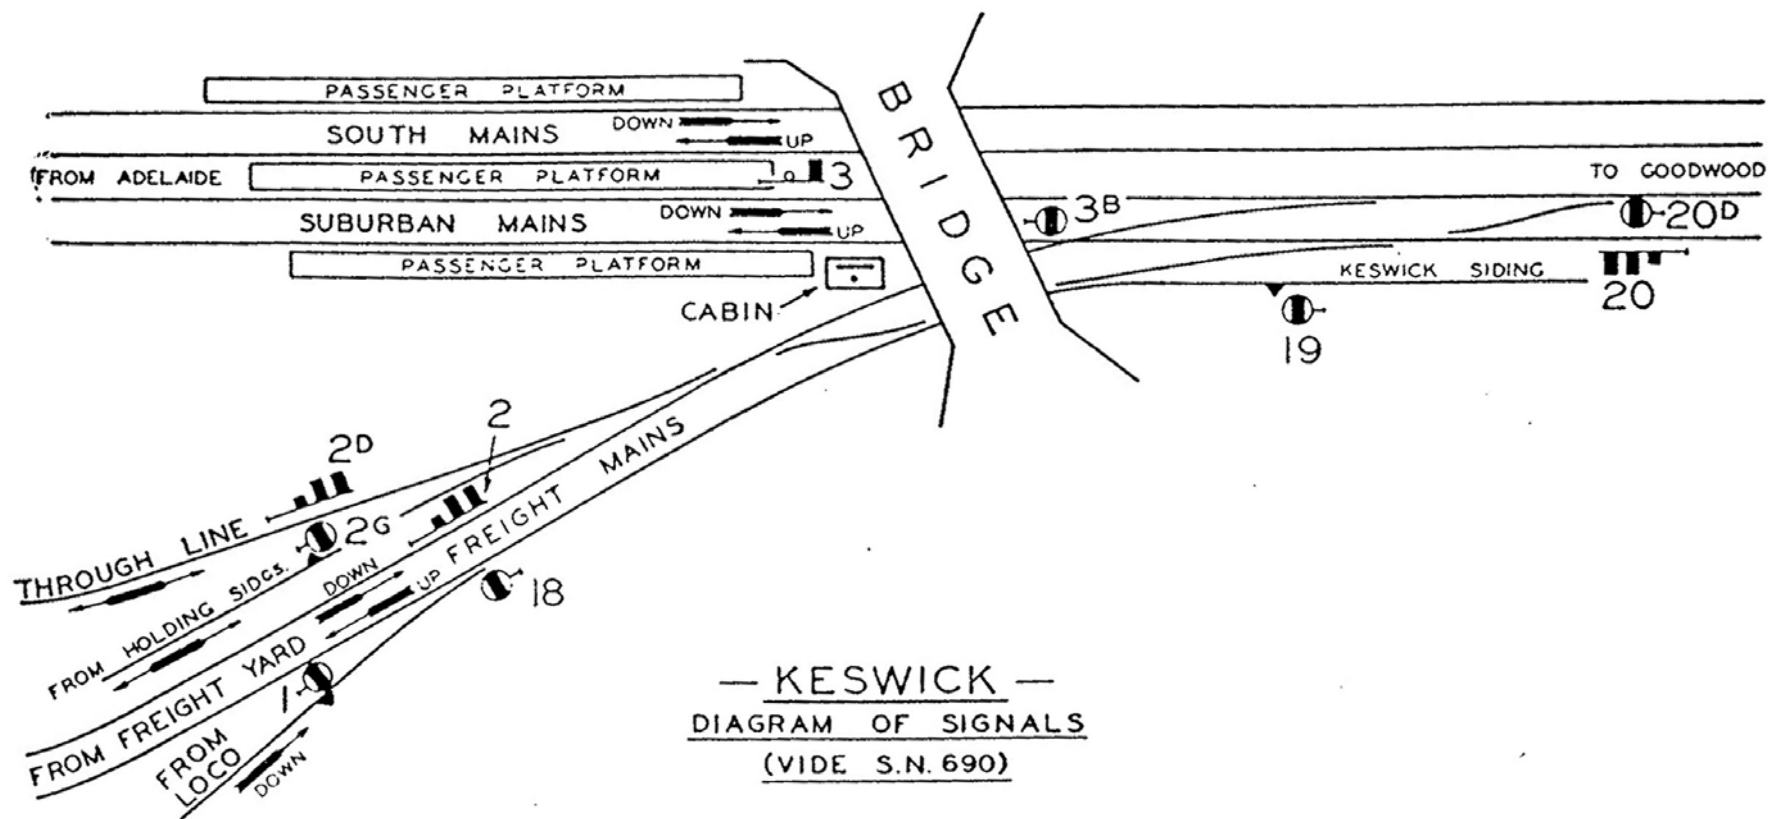 PASSENGER PLATFORM
SOUTH MAINS
DOWN
UP
(FROM ADELAIDE
PASSENGER PLATFORM
3
TO GOODWOOD
SUBURBAN MAINS
DOWN
UP
3B
20D
PASSENGER PLATFORM
KESWICK SIDING
20
CABIN
19
BRIDGE
2
2D
2G
THROUGH LINE
FROM HOLDING SIDGS.
DOWN
UP
FREIGHT MAINS
18
FROM FREIGHT YARD
1
FROM
LOCO
DOWN
— KESWICK —
DIAGRAM OF SIGNALS
(VIDE S.N. 690)